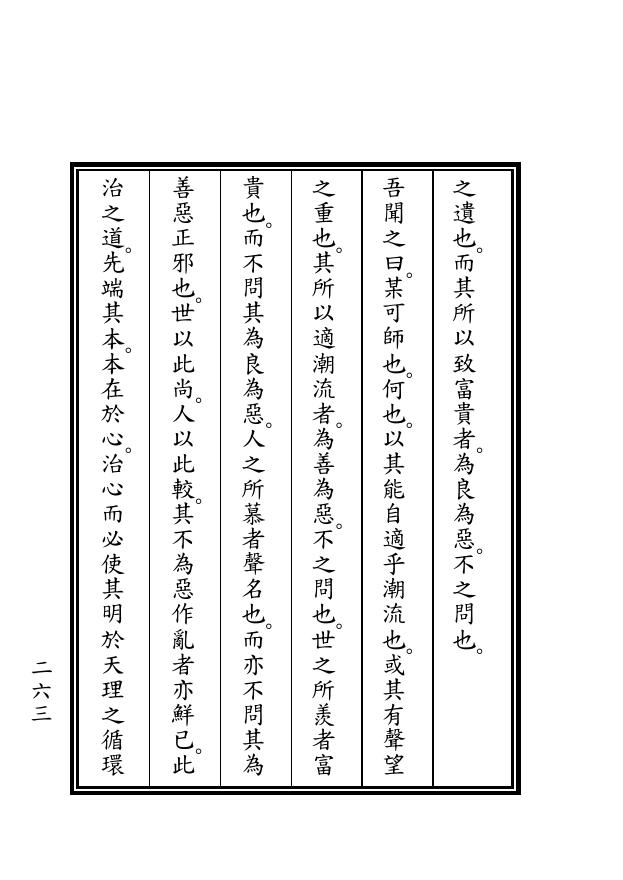 之遺也。而其所以致富貴者。為良為惡。不之問也。
吾聞之曰。某可師也。何也。以其能自適乎潮流也。或其有聲望
之重也。其所以適潮流者。為善為惡。不之問也。世之所羨者富
貴也。而不問其為良為惡。人之所慕者聲名也。而亦不問其為
善惡正邪也。世以此尚。人以此較。其不為惡作亂者亦鮮已。此
治之道。先端其本。本在於心。治心而必使其明於天理之循環
二六三